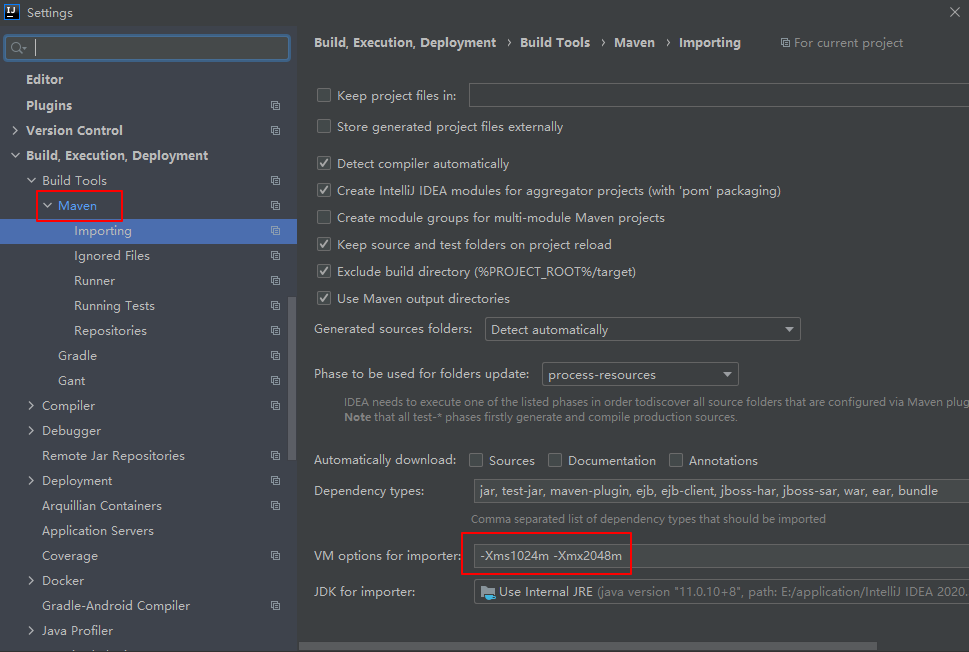 Settings
Editor
Plugins
Version Control
Build, Execution, Deployment
Build Tools
Maven
Importing
Ignored Files
Runner
Running Tests
Repositories
Gradle
Gant
Compiler
Debugger
Remote Jar Repositories
Deployment
Arquillian Containers
Application Servers
Coverage
Docker
Gradle-Android Compiler
Java Profiler
Build, Execution, Deployment › Build Tools › Maven › Importing For current project
Keep project files in:
Store generated project files externally
Detect compiler automatically
Create IntelliJ IDEA modules for aggregator projects (with 'pom' packaging)
Create module groups for multi-module Maven projects
Keep source and test folders on project reload
Exclude build directory (%PROJECT_ROOT%/target)
Use Maven output directories
Generated sources folders: Detect automatically
Phase to be used for folders update: process-resources
IDEA needs to execute one of the listed phases in order todiscover all source folders that are configured via Maven plug
Note that all test-* phases firstly generate and compile production sources.
Automatically download: Sources Documentation Annotations
Dependency types: jar, test-jar, maven-plugin, ejb, ejb-client, jboss-har, jboss-sar, war, ear, bundle
Comma separated list of dependency types that should be imported
VM options for importer: -Xms1024m -Xmx2048m
JDK for importer: Use Internal JRE (java version "11.0.10+8", path: E:/application/IntelliJ IDEA 2020.